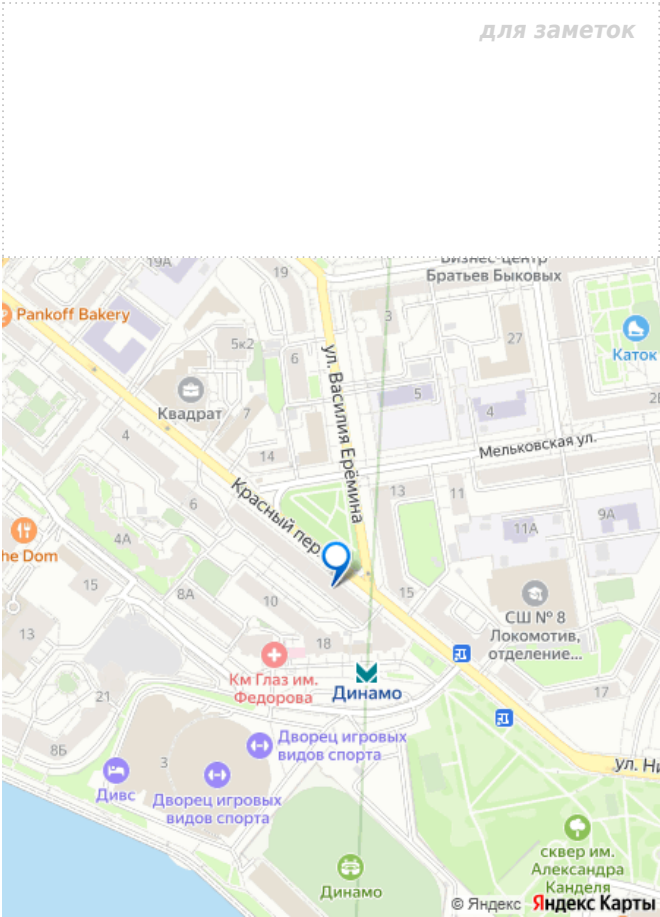 для заметок
19А
19
Бизнес-центр
Братьев Быковых
Pankoff Bakery
3
5к2
6
27
Каток
Квадрат
7
5
4
2В
4
14
ул. Василия Ерёмина
Мельковская ул.
Красный пер.
6
13
11
9А
11А
he Dom
4А
15
8А
10
15
СШ № 8
Локомотив,
отделение...
13
18
Км Глаз им.
Федорова
Динамо
17
21
8Б
3
Дворец игровых
видов спорта
Дивс
Дворец игровых
видов спорта
ул. Ни
сквер им.
Александра
Канделя
Динамо
© Яндекс Яндекс Карты